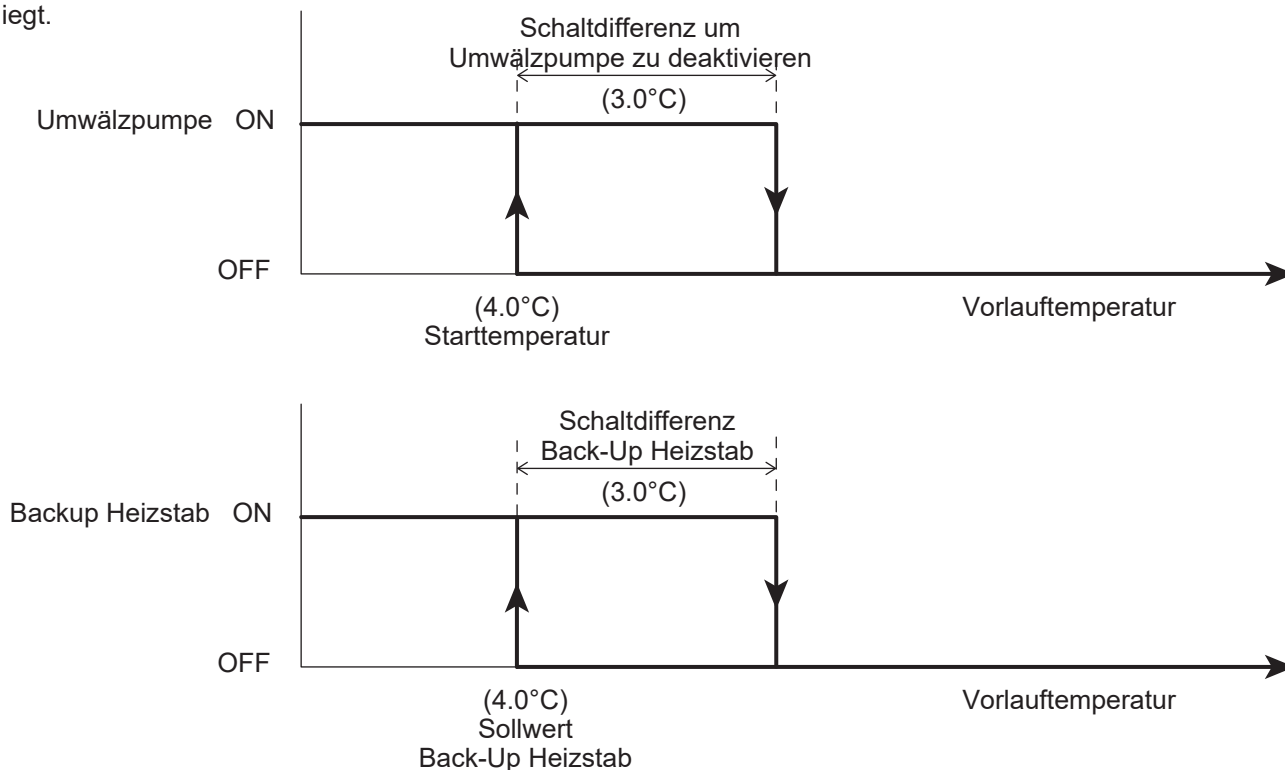 iegt.
Schaltdifferenz um
Umwälzpumpe zu deaktivieren
(3.0°C)
Umwälzpumpe ON
OFF
(4.0°C)
Starttemperatur
Vorlauftemperatur
Schaltdifferenz
Back-Up Heizstab
(3.0°C)
Backup Heizstab ON
OFF
(4.0°C)
Sollwert
Back-Up Heizstab
Vorlauftemperatur